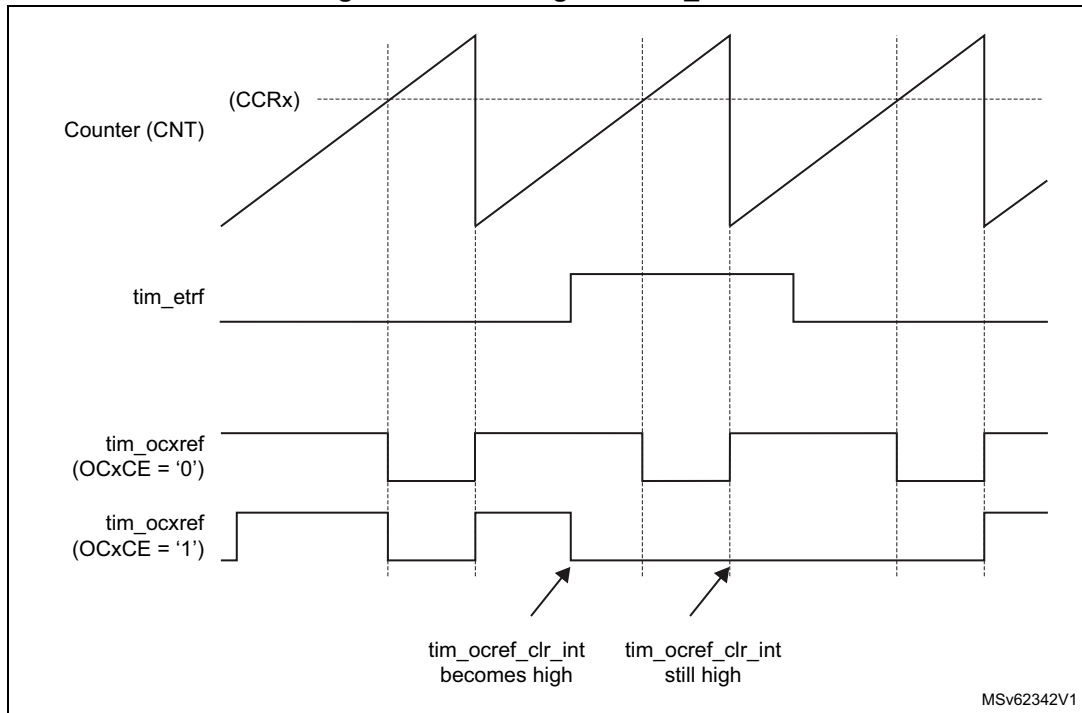 (CCRx)
Counter (CNT)
tim_etrf
tim_ocxref
(OCxCE = ‘0’)
tim_ocxref
(OCxCE = ‘1’)
tim_ocref_clr_int
becomes high
tim_ocref_clr_int
still high
MSv62342V1